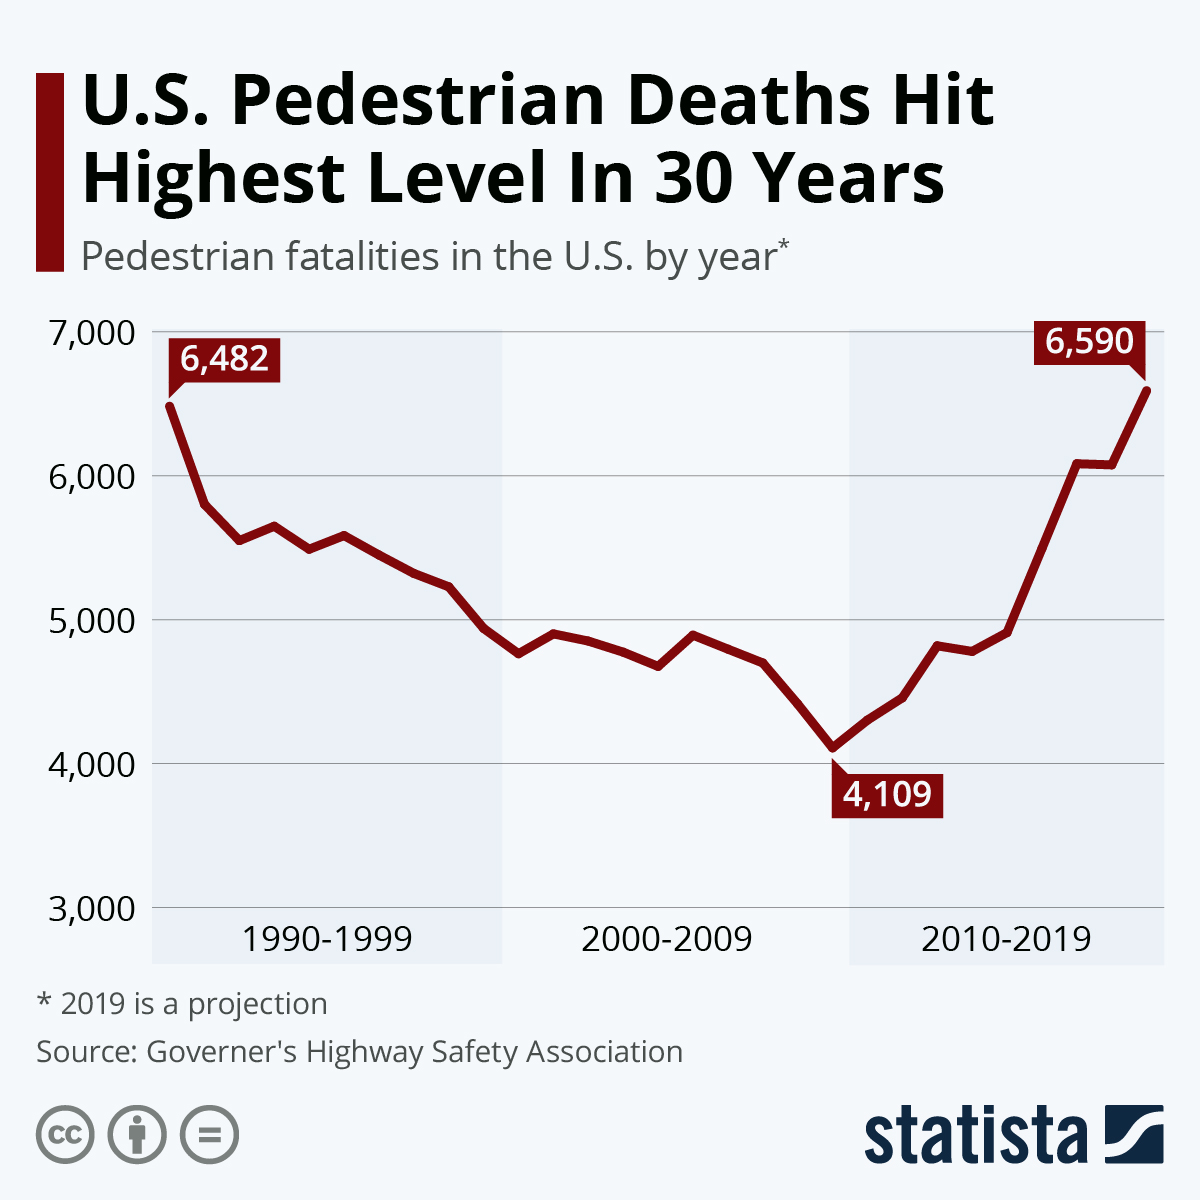 U.S. Pedestrian Deaths Hit
Highest Level In 30 Years
Pedestrian fatalities in the U.S. by year*
7,000
6,482
6,590
6,000
5,000
4,000
4,109
3,000
1990-1999 2000-2009 2010-2019
* 2019 is a projection
Source: Governer's Highway Safety Association
cc =
statista